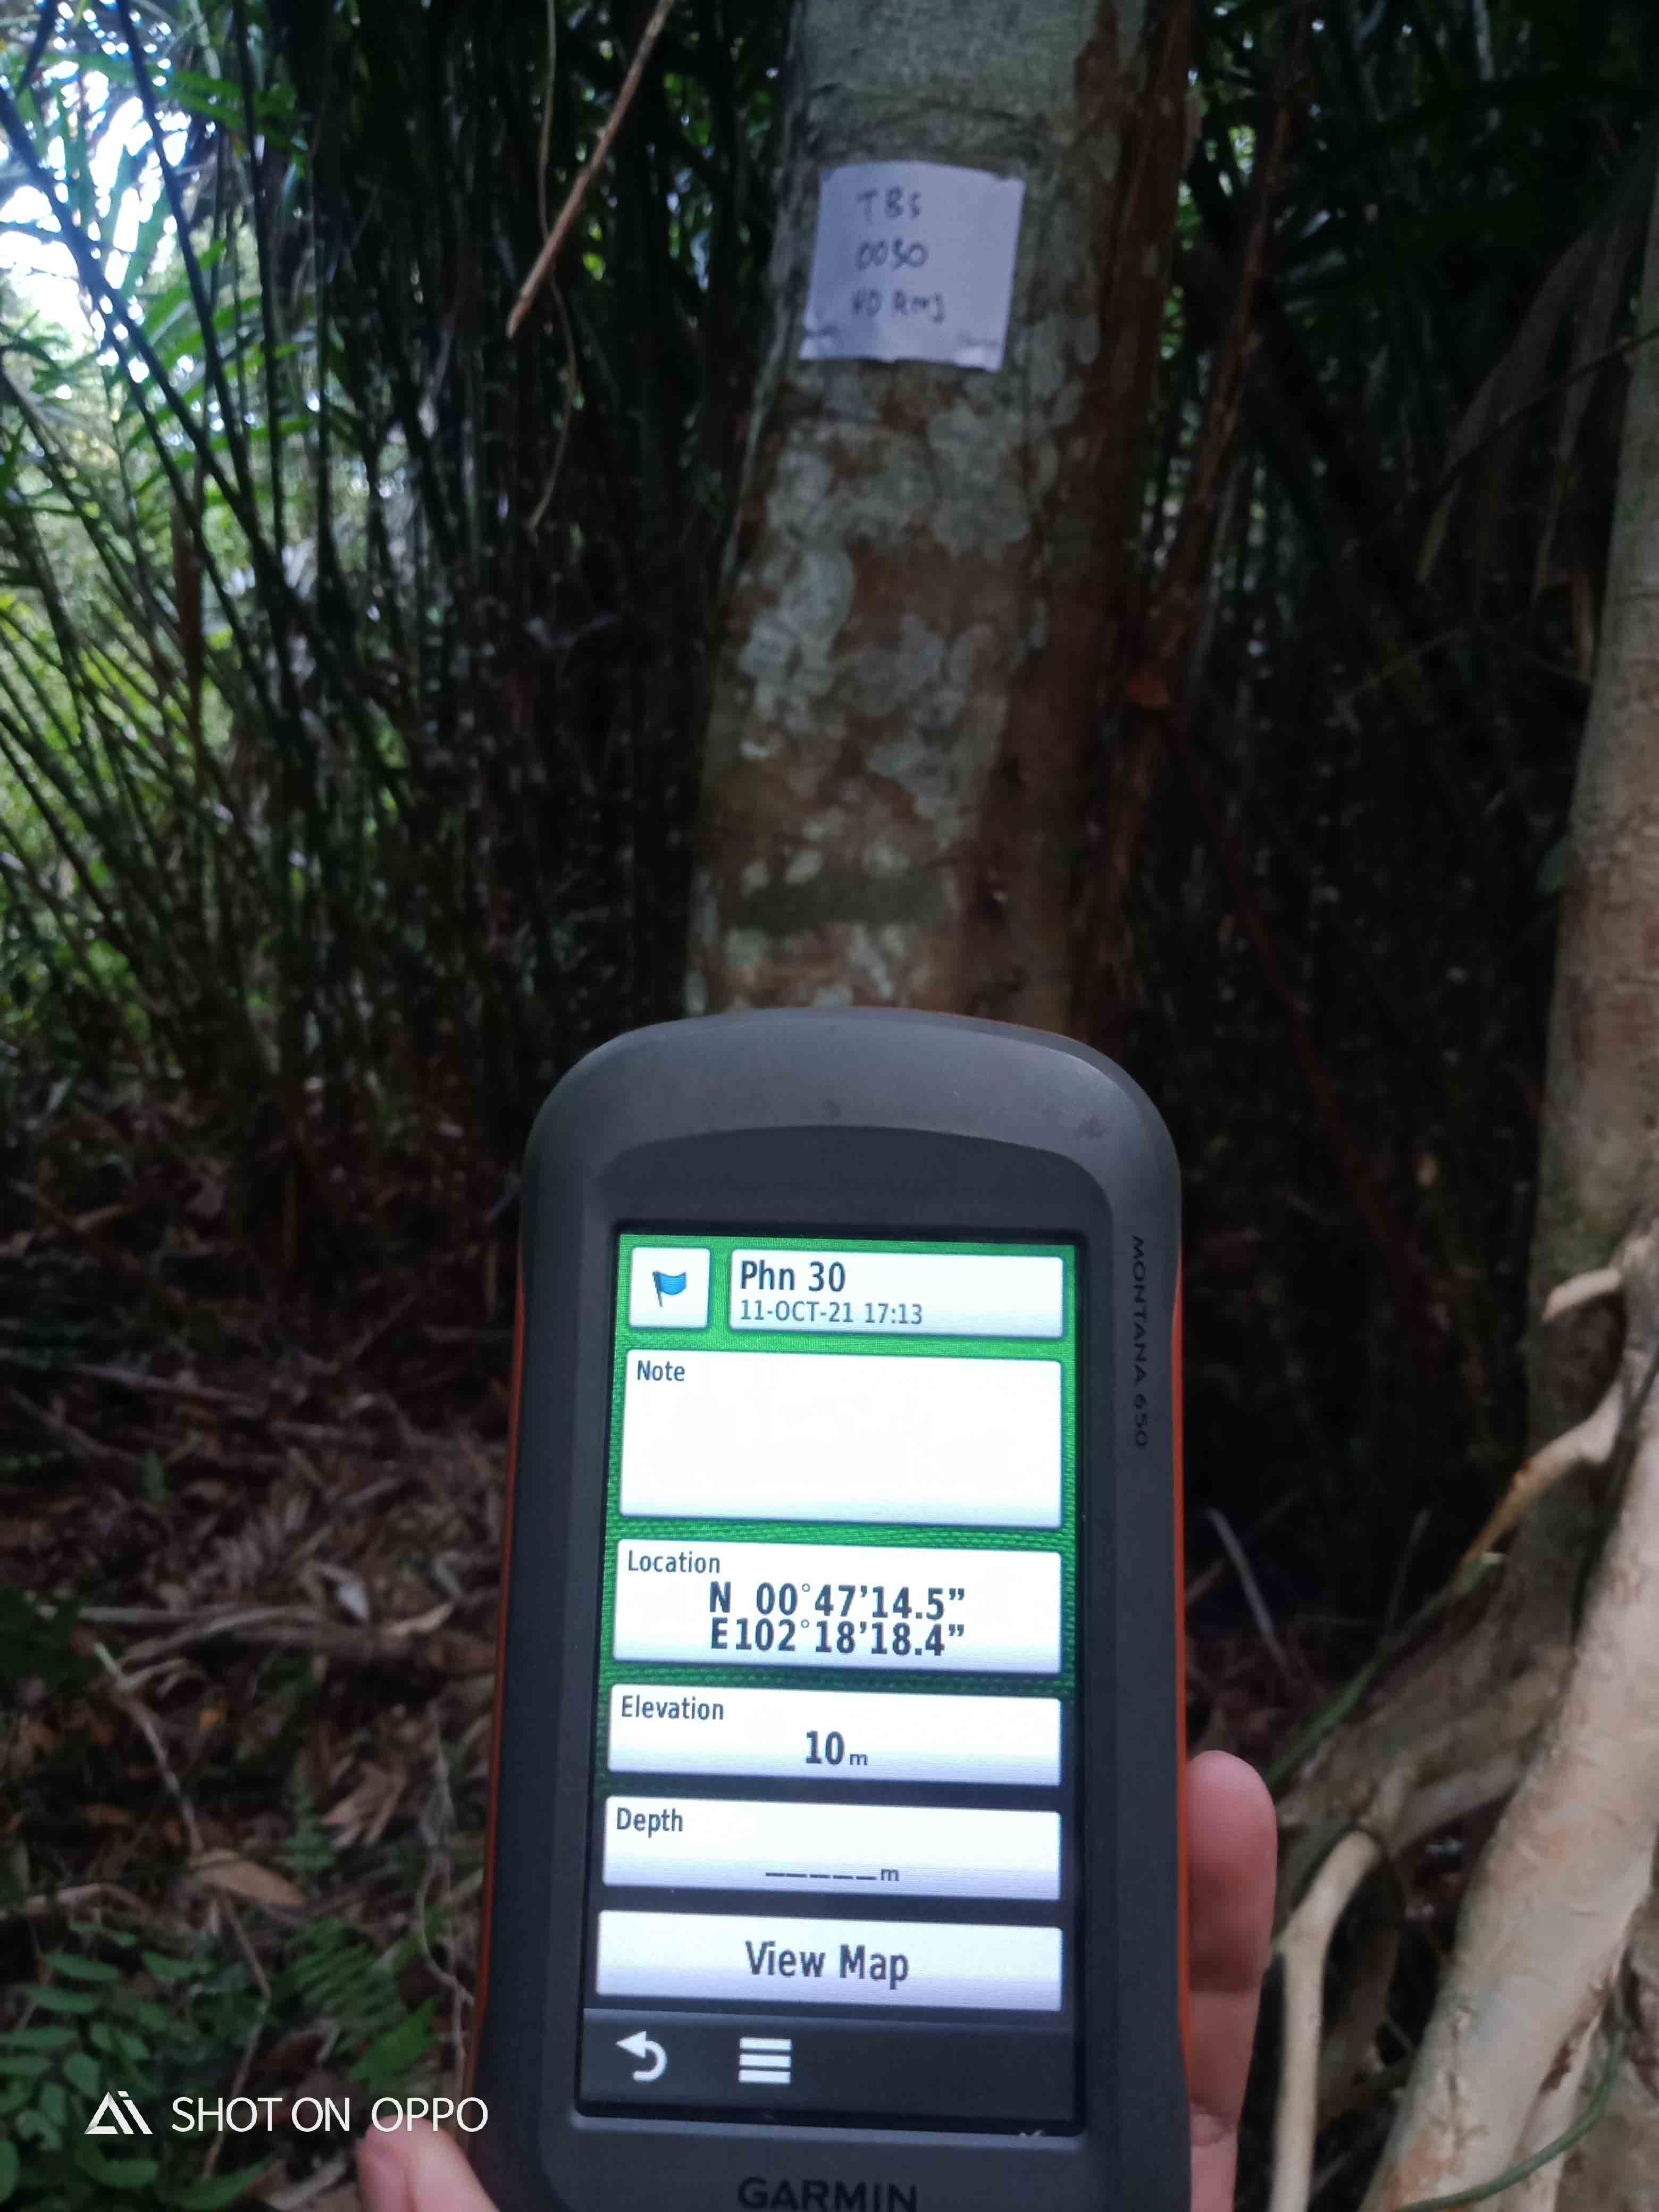 TBS
0030
HD Rmj
MONTANA 650
Phn 30
11-OCT-21 17:13
Note
Location
N 00°47'14.5"
E102°18'18.4"
Elevation
10m
Depth
_____m
View Map
SHOT ON OPPO
GARMIN